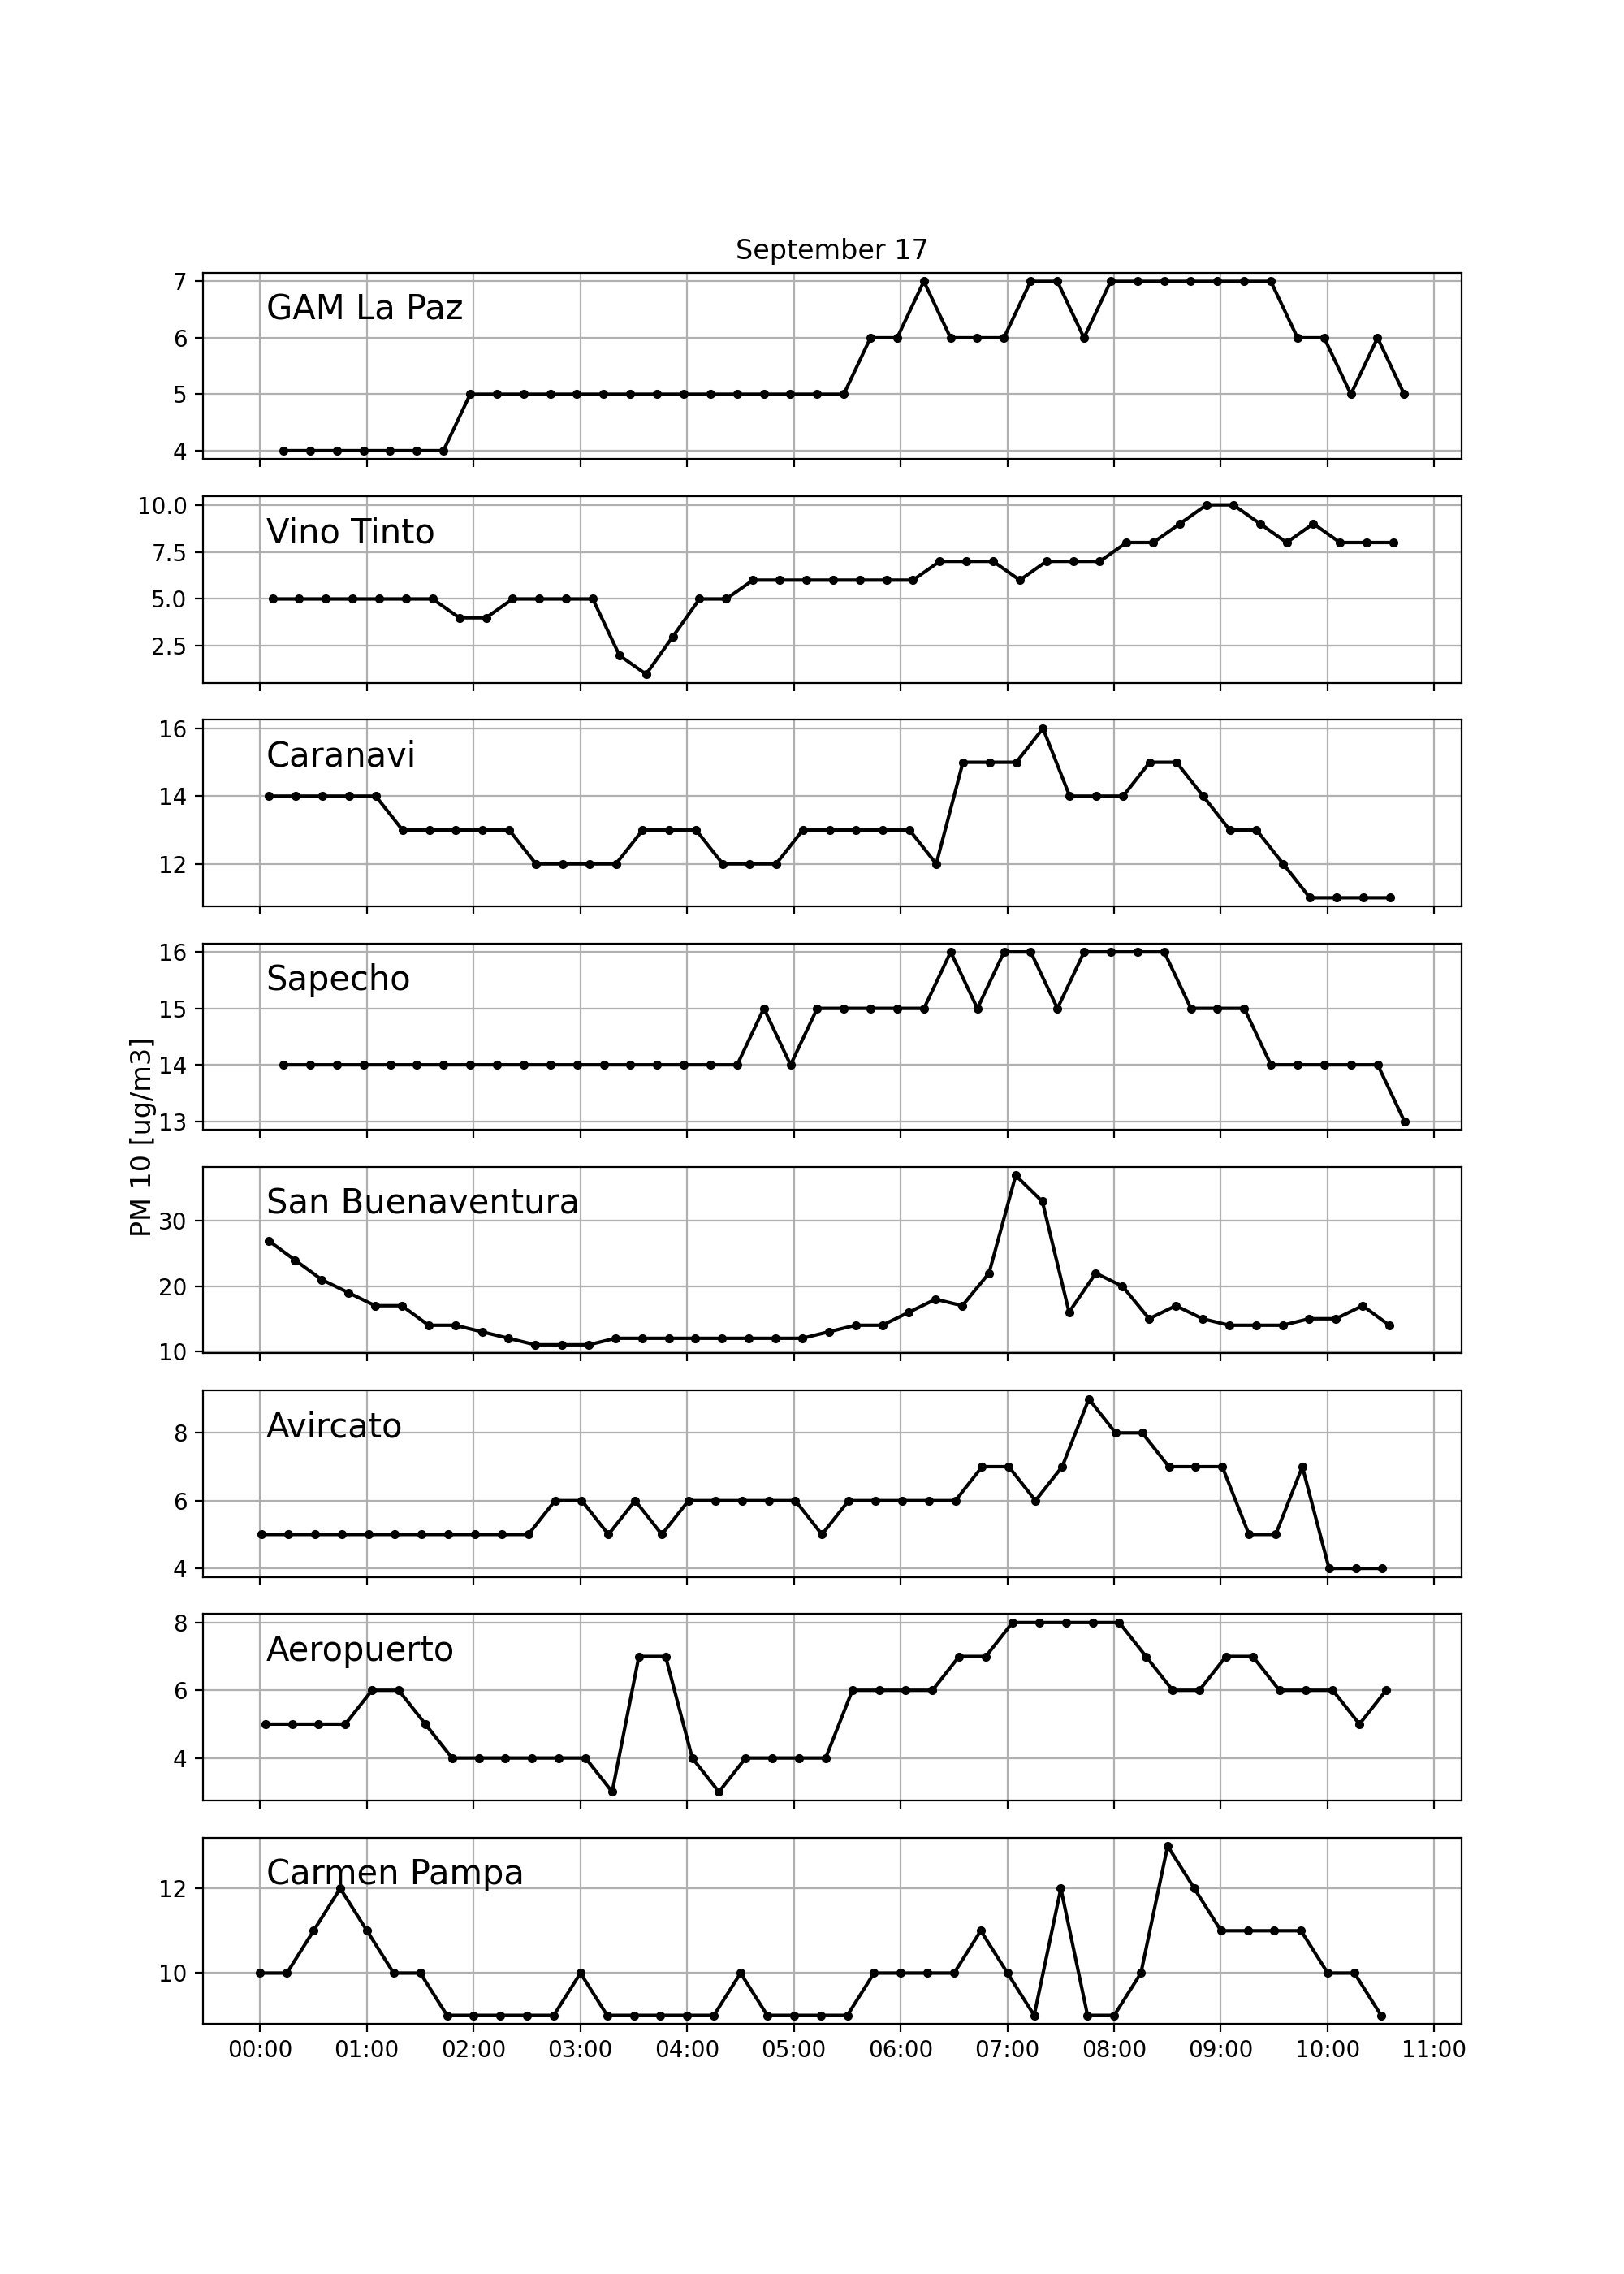 September 17
7
GAM La Paz
6
5
4
10.0
Vino Tinto
7.5
5.0
2.5
16
Caranavi
14
12
16
Sapecho
15
14
13
PM 10 [ug/m3]
San Buenaventura
30
20
10
Avircato
8
6
4
8
Aeropuerto
6
4
Carmen Pampa
12
10
00:00 01:00 02:00 03:00 04:00 05:00 06:00 07:00 08:00 09:00 10:00 11:00